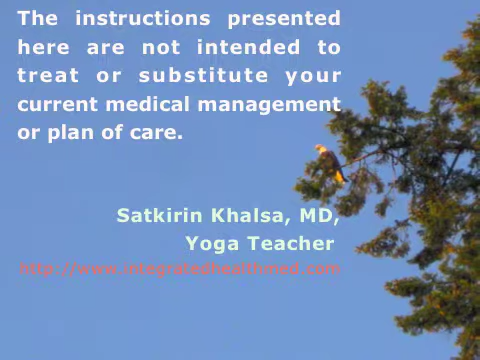 The instructions presented
here are not intended to
treat or substitute your
current medical management
or plan of care.
Satkirin Khalsa, MD,
Yoga Teacher
http://www.integratedhealthmed.com